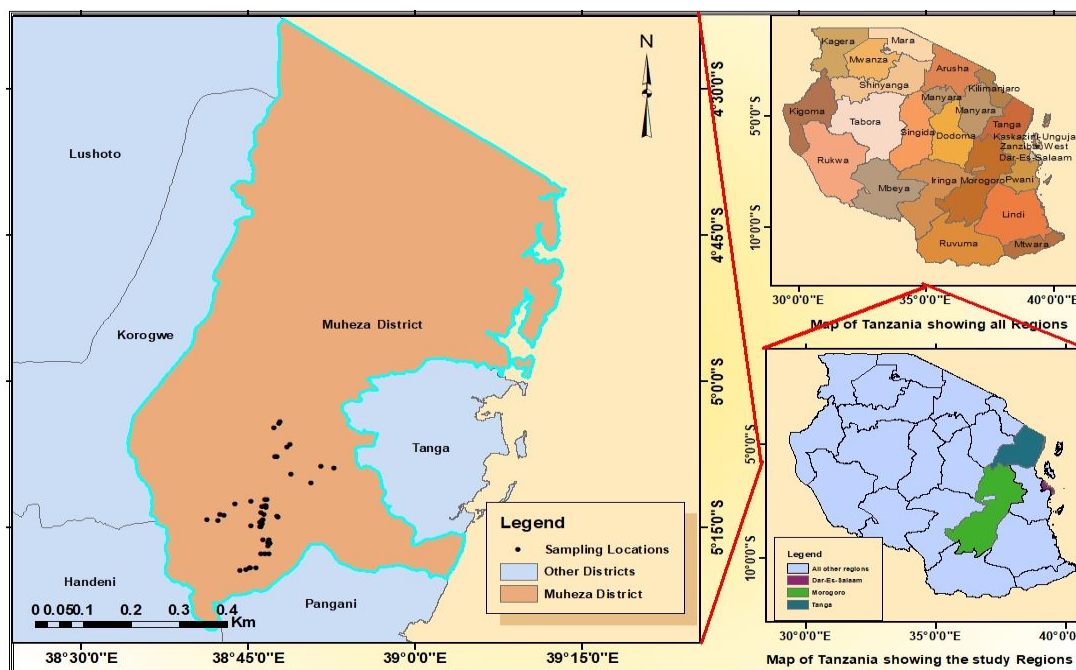 N
Lushoto
Korogwe
Muheza District
Tanga
Handeni
Pangani
Legend
Sampling Locations
Other Districts
Muheza District
0 0.05 0.1 0.2 0.3 0.4
Km
38°30'0"E 38°45'0"E 39°0'0"E 39°15'0"E
4°30'0"S
4°45'0"S
5°0'0"S
5°15'0"S
Kagera
Mara
Mwanza
Arusha
Shinyanga
Kilimanjaro
Manyara
Kigoma
Tabora
Manyara
Singida
Dodoma
Tanga
Kaskazini-Unguja
Zanzibar West
Dar-Es-Salaam
Rukwa
Mbeya
Iringa
Morogoro
Pwani
Lindi
Ruvuma
Mtwara
5°0'0"S
10°0'0"S
30°0'0"E 35°0'0"E 40°0'0"E
Map of Tanzania showing all Regions
5°0'0"S
10°0'0"S
Legend
All other regions
Dar-Es-Salaam
Morogoro
Tanga
30°0'0"E 35°0'0"E 40°0'0
Map of Tanzania showing the study Regions